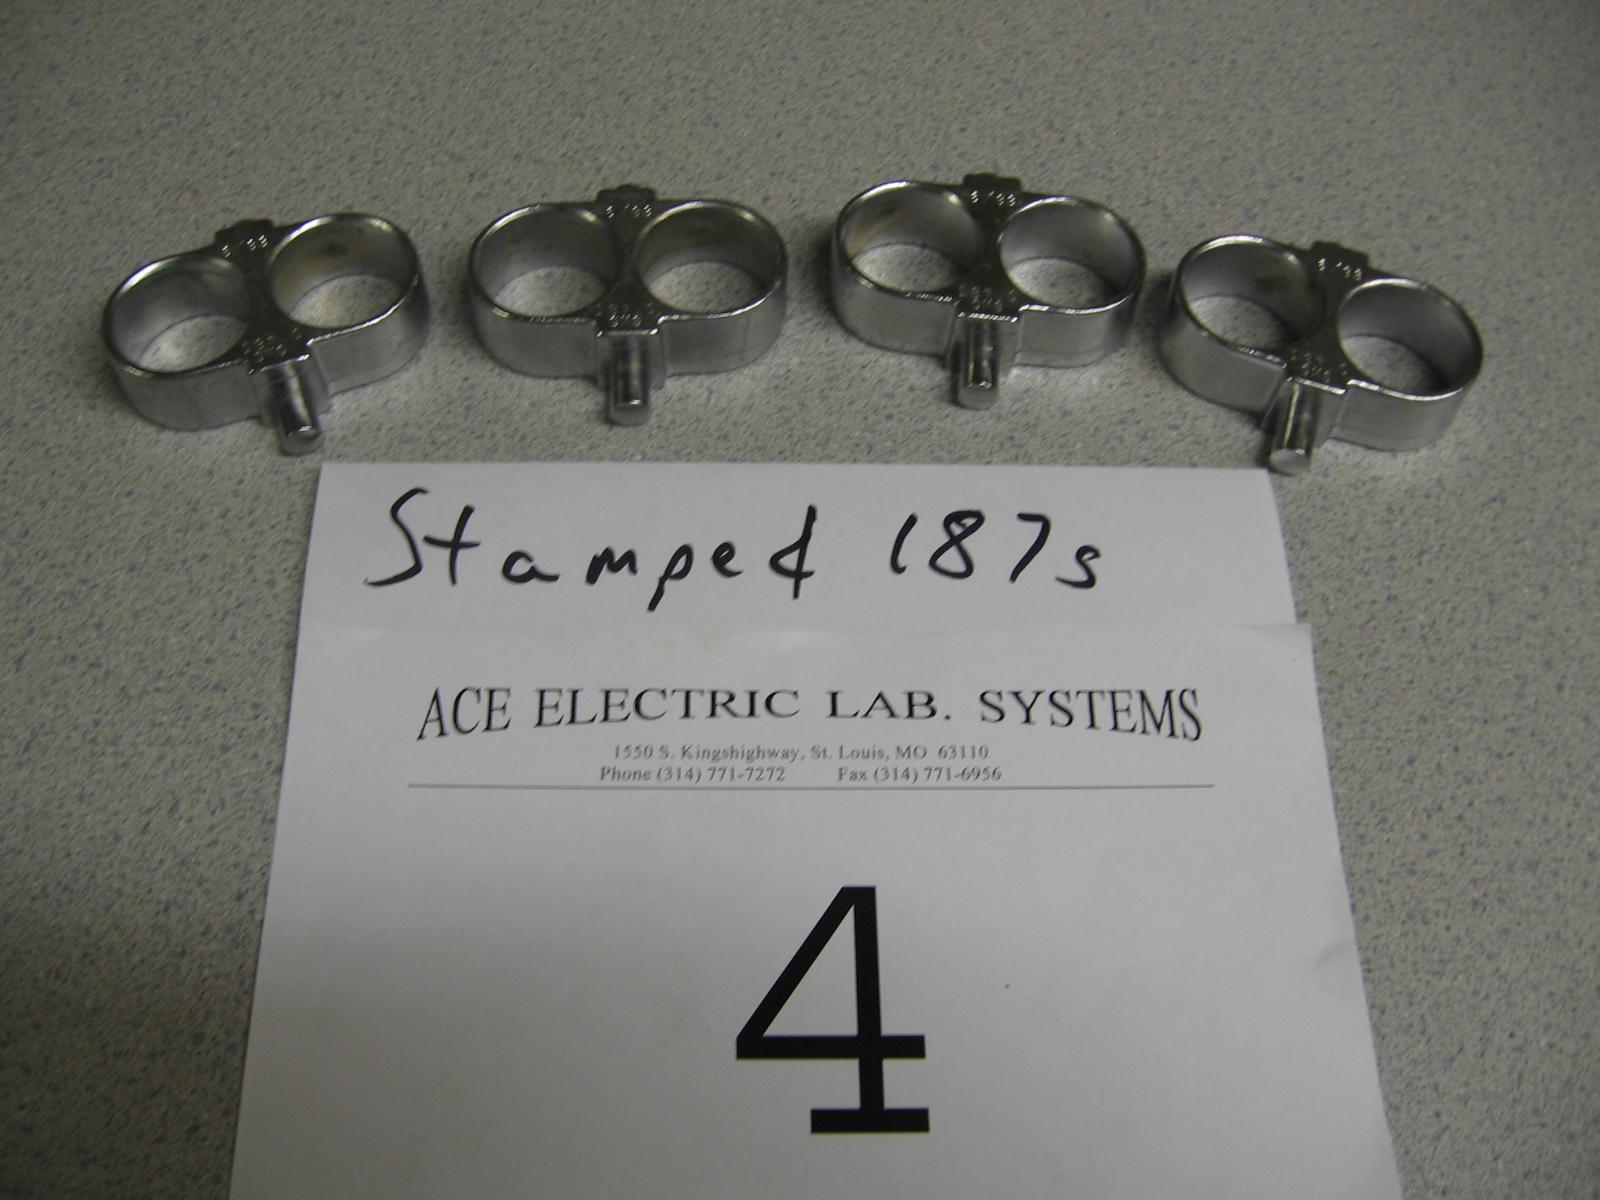 Stamped 187s
ACE ELECTRIC LAB. SYSTEMS
1550 S. Kingshighway, St. Louis, MO 63110
Phone (314) 771-7272 Fax (314) 771-6956
4